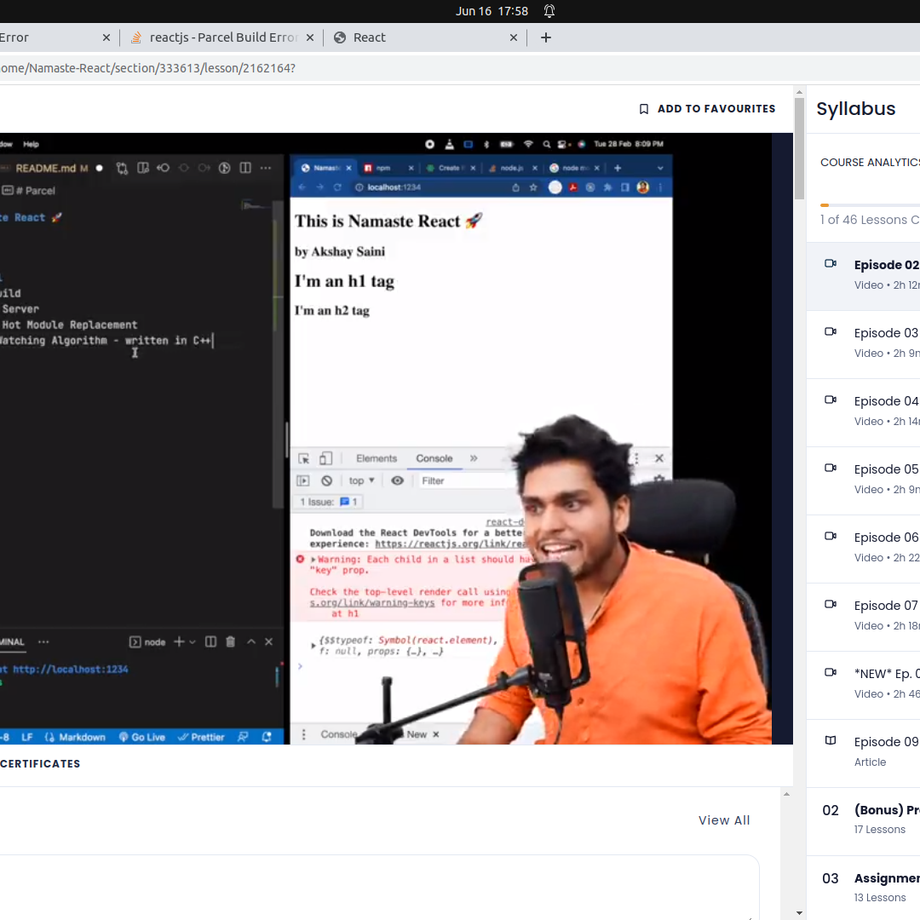 Jun 16 17:58
Error
reactjs - Parcel Build Erro
React
ome/Namaste-React/section/333613/lesson/2162164?
ADD TO FAVOURITES
Syllabus
COURSE ANALYTICS
1 of 46 Lessons C
Episode 02
Video • 2h 12
Episode 03
Video • 2h 9
Episode 04
Video • 2h 14
Episode 05
Video • 2h 9
Episode 06
Video • 2h 22
Episode 07
Video • 2h 18
*NEW* Ep. 0
Video • 2h 46
Episode 09
Article
02
(Bonus) Pr
17 Lessons
03
Assignme
13 Lessons
dow Help
Tue 28 Feb 8:09 PM
README.md M
# Parcel
te React 🚀
ild
Server
Hot Module Replacement
Watching Algorithm - written in C++
MINAL
node
t http://localhost:1234
-8 LF Markdown Go Live Prettier
Namast
npm
Create
node.js
node m
localhost:1234
This is Namaste React 🚀
by Akshay Saini
I'm an h1 tag
I'm an h2 tag
Elements Console »
top ▼ Filter
1 Issue: 1
react-d
Download the React DevTools for a bette
experience: https://reactjs.org/link/rea
Warning: Each child in a list should ha
"key" prop.
Check the top-level render call using
s.org/link/warning-keys for more inf
at h1
{$$typeof: Symbol(react.element),
f: null, props: {…}, …}
Console
New ×
CERTIFICATES
View All